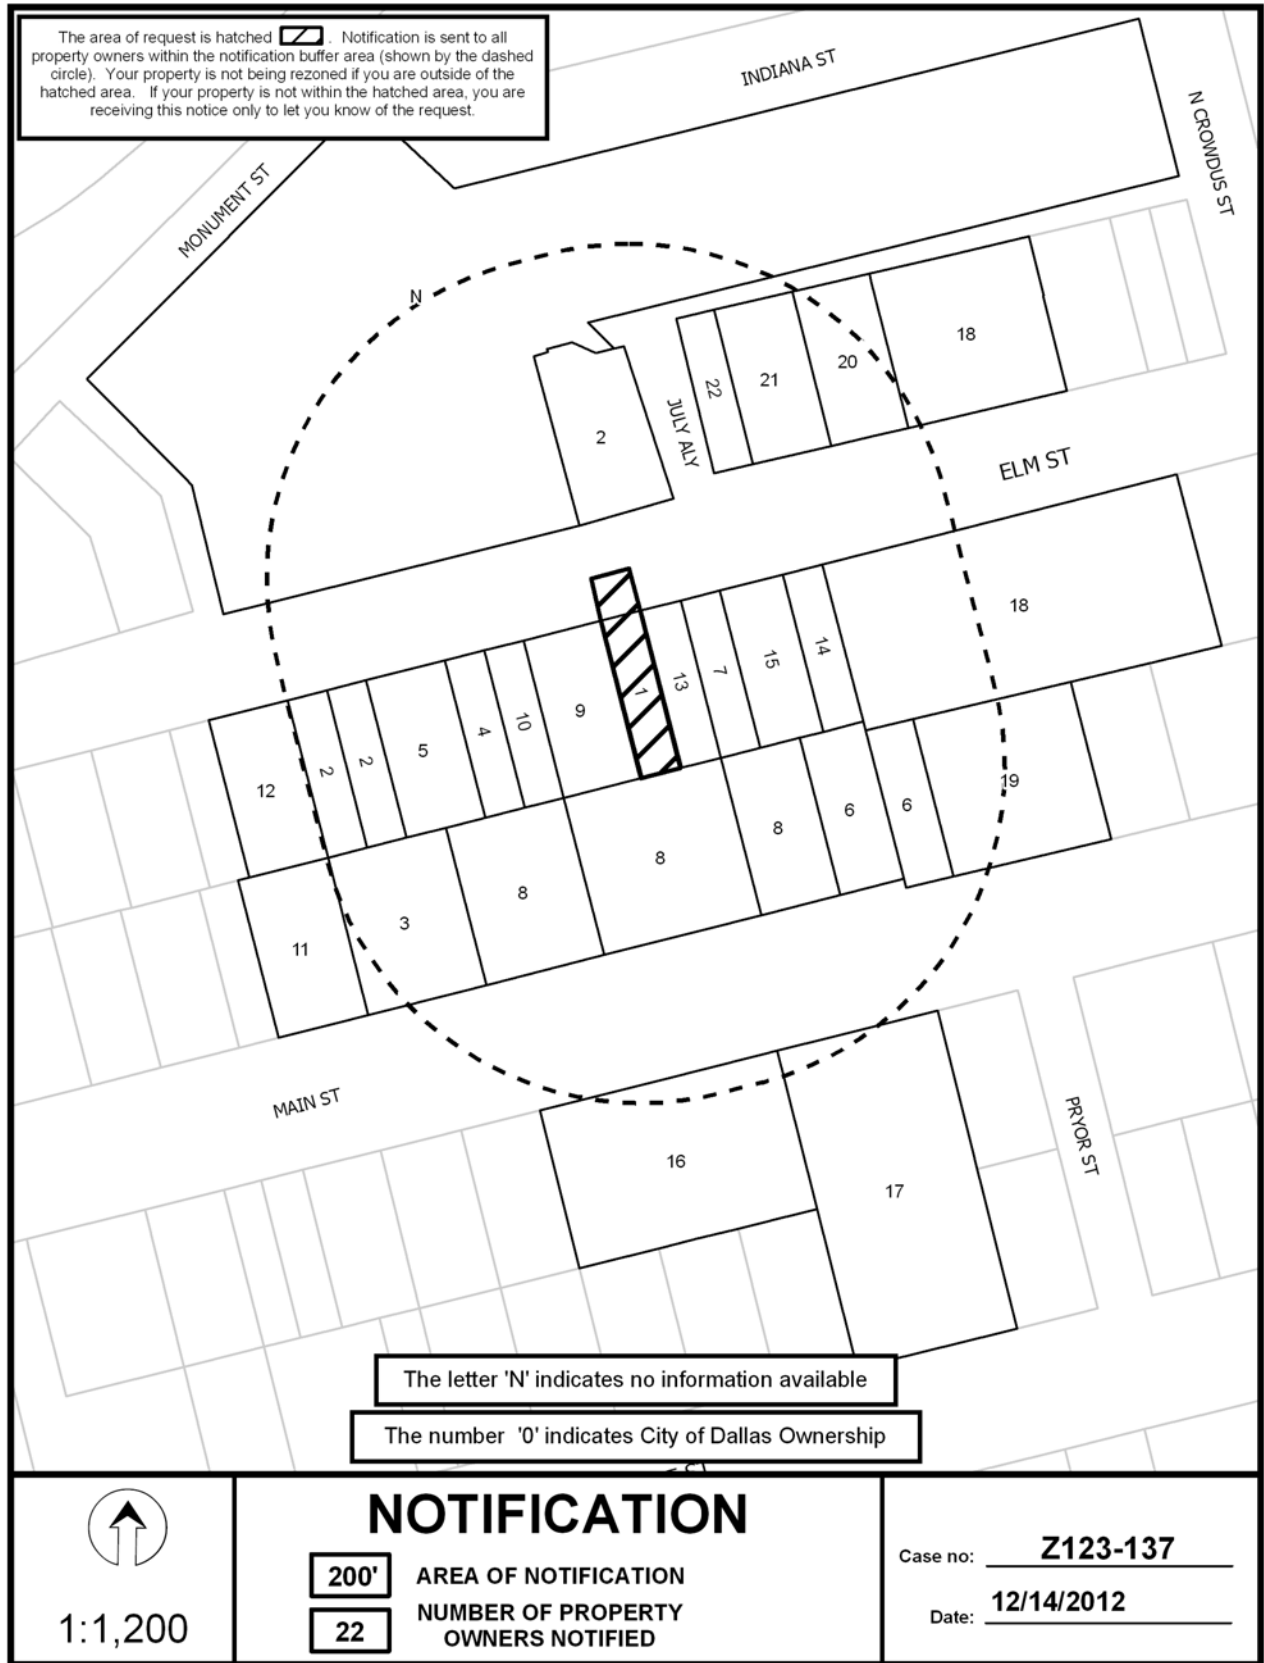 The area of request is hatched . Notification is sent to all
property owners within the notification buffer area (shown by the dashed
circle). Your property is not being rezoned if you are outside of the
hatched area. If your property is not within the hatched area, you are
receiving this notice only to let you know of the request.
INDIANA ST
N CROWDUS ST
MONUMENT ST
N
18
20
21
22
2
JULY ALY
ELM ST
18
14
15
7
13
1
9
10
4
5
2
2
12
19
6
6
8
8
8
3
11
MAIN ST
PRYOR ST
16
17
The letter 'N' indicates no information available
The number '0' indicates City of Dallas Ownership
1:1,200
NOTIFICATION
200' AREA OF NOTIFICATION
22 NUMBER OF PROPERTY
OWNERS NOTIFIED
Case no: Z123-137
Date: 12/14/2012